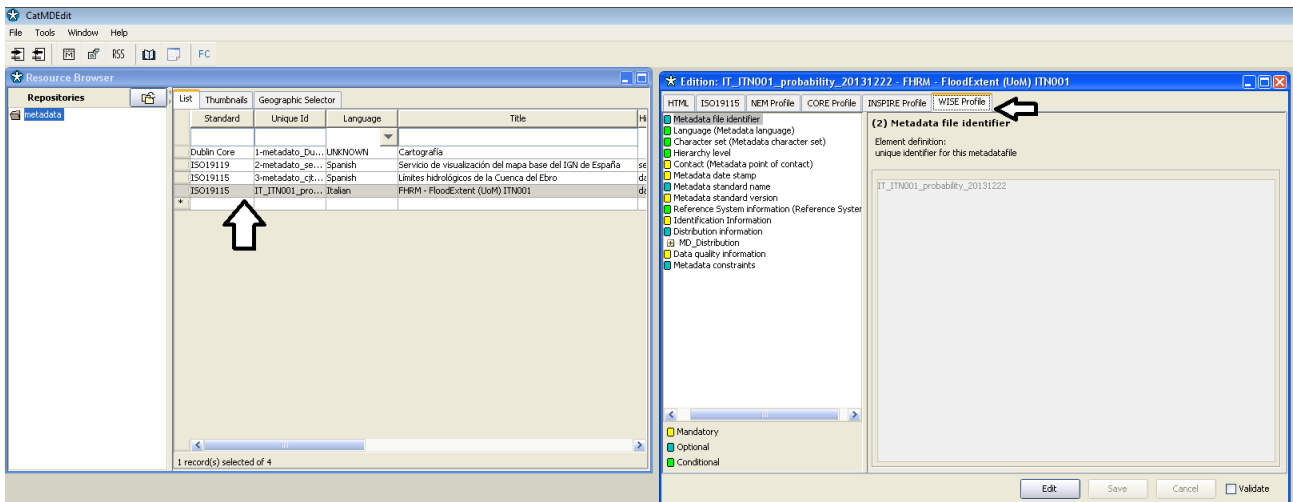 CatMDEdit
File Tools Window Help
RSS FC
Resource Browser
Repositories
metadata
List Thumbnails Geographic Selector
Standard Unique Id Language Title Hi
Dublin Core 1-metadato_Du... UNKNOWN Cartografía
ISO19119 2-metadato_se... Spanish Servicio de visualización del mapa base del IGN de España se
ISO19115 3-metadato_cjt... Spanish Límites hidrológicos de la Cuenca del Ebro da
ISO19115 IT_ITN001_pro... Italian FHRM - FloodExtent (UoM) ITN001 da
*
1 record(s) selected of 4
Edition: IT_ITN001_probability_20131222 - FHRM - FloodExtent (UoM) ITN001
HTML ISO19115 NEM Profile CORE Profile INSPIRE Profile WISE Profile
Metadata file identifier
Language (Metadata language)
Character set (Metadata character set)
Hierarchy level
Contact (Metadata point of contact)
Metadata date stamp
Metadata standard name
Metadata standard version
Reference System information (Reference System
Identification Information
Distribution information
MD_Distribution
Data quality information
Metadata constraints
Mandatory
Optional
Conditional
(2) Metadata file identifier
Element definition:
unique identifier for this metadatafile
IT_ITN001_probability_20131222
Edit Save Cancel Validate